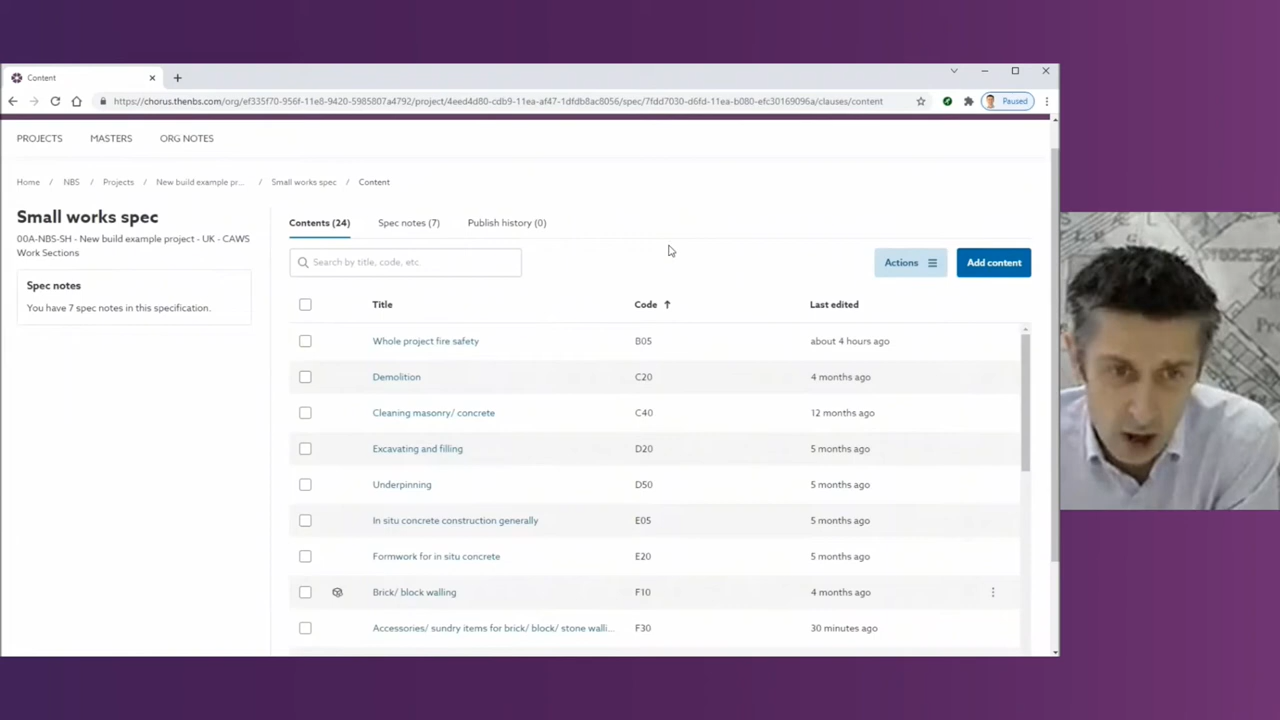 Content
https://chorus.thenbs.com/org/ef335f70-956f-11e8-9420-5985807a4792/project/4eed4d80-cdb9-11ea-af47-1dfdb8ac8056/spec/7fdd7030-d6fd-11ea-b080-efc30169096a/clauses/content
Paused
PROJECTS MASTERS ORG NOTES
Home / NBS / Projects / New build example pr... / Small works spec / Content
Small works spec
00A-NBS-SH - New build example project - UK - CAWS
Work Sections
Spec notes
You have 7 spec notes in this specification.
Contents (24) Spec notes (7) Publish history (0)
Search by title, code, etc
Actions
Add content
Title Code Last edited
Whole project fire safety B05 about 4 hours ago
Demolition C20 4 months ago
Cleaning masonry/ concrete C40 12 months ago
Excavating and filling D20 5 months ago
Underpinning D50 5 months ago
In situ concrete construction generally E05 5 months ago
Formwork for in situ concrete E20 5 months ago
Brick/ block walling F10 4 months ago
Accessories/ sundry items for brick/ block/ stone walli... F30 30 minutes ago